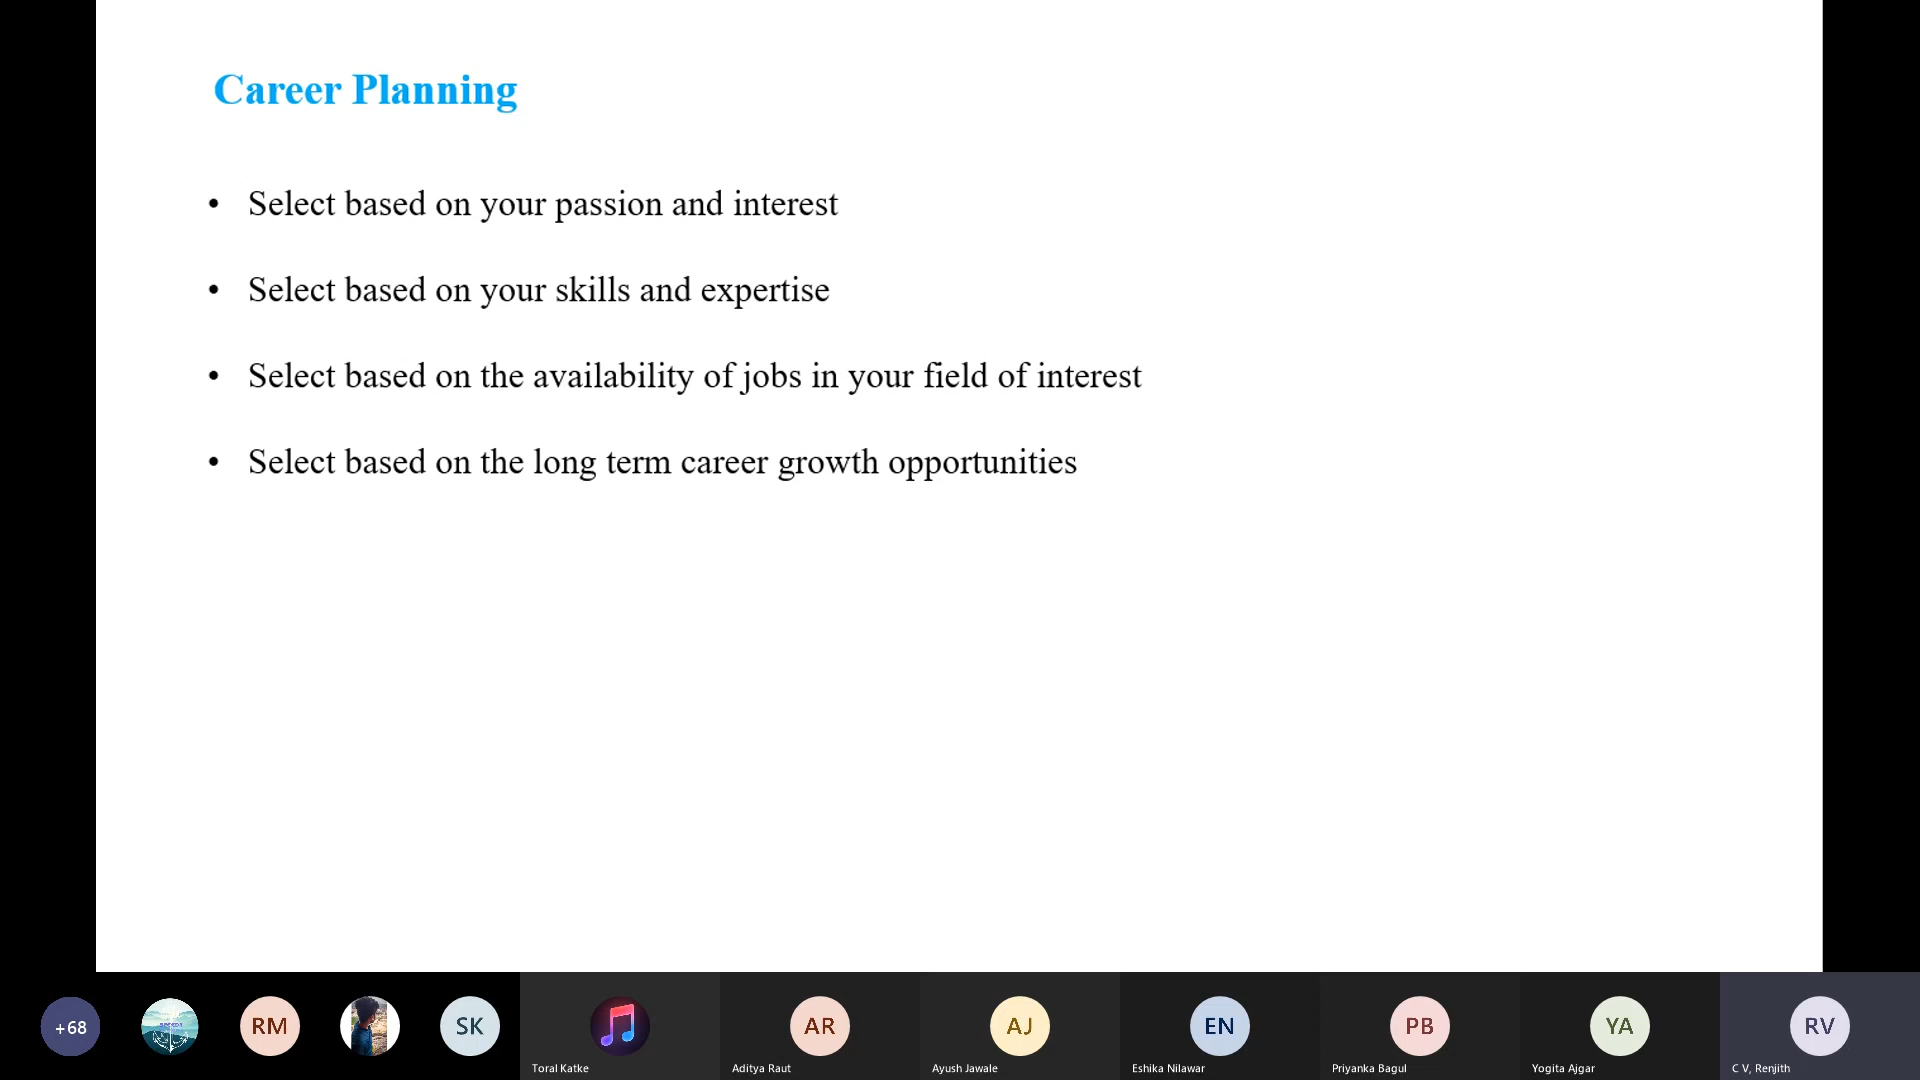 Career Planning
• Select based on your passion and interest
• Select based on your skills and expertise
• Select based on the availability of jobs in your field of interest
• Select based on the long term career growth opportunities
+68
RM
SK
AR
AJ
EN
PB
YA
RV
Toral Katke
Aditya Raut
Ayush Jawale
Eshika Nilawar
Priyanka Bagul
Yogita Ajgar
C V, Renjith